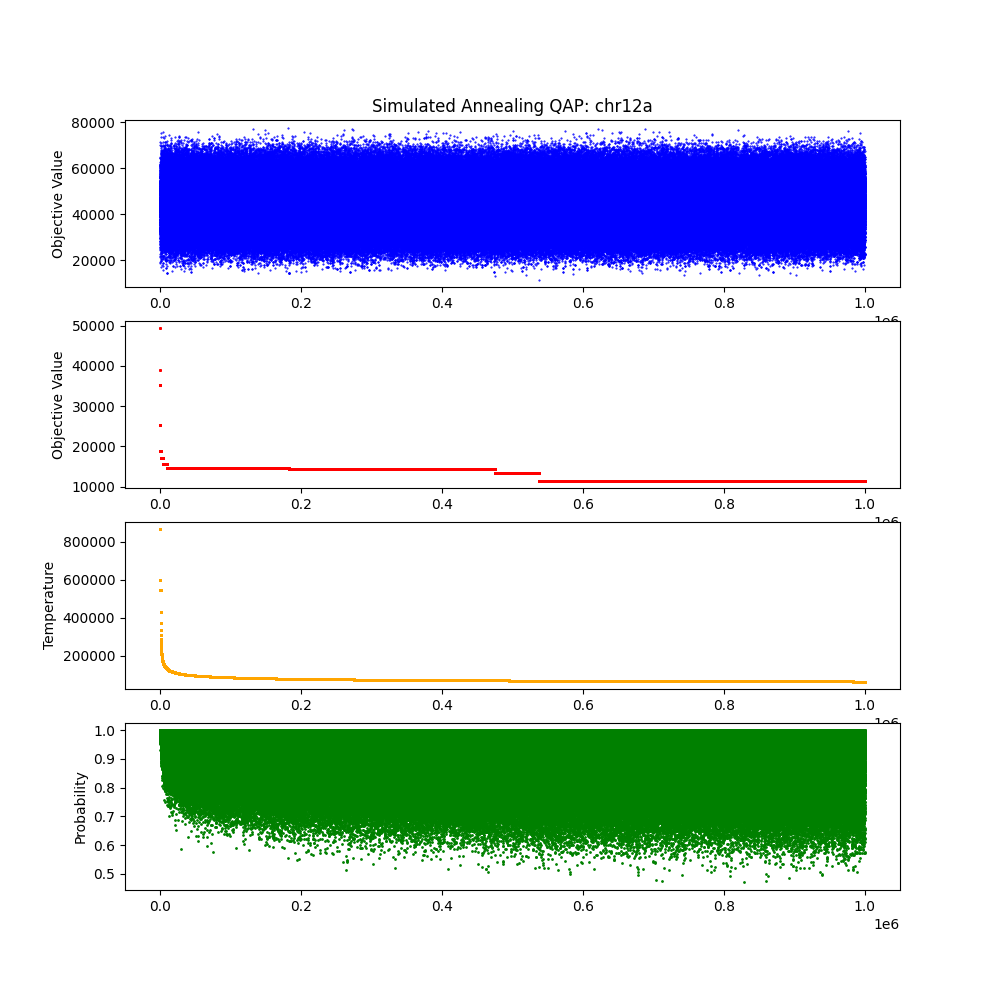 Simulated Annealing QAP: chr12a
80000
60000
40000
20000
Objective Value
0.0 0.2 0.4 0.6 0.8 1.0
1e6
50000
40000
30000
20000
10000
Objective Value
0.0 0.2 0.4 0.6 0.8 1.0
1e6
800000
600000
400000
200000
Temperature
0.0 0.2 0.4 0.6 0.8 1.0
1e6
1.0
0.9
0.8
0.7
0.6
0.5
Probability
0.0 0.2 0.4 0.6 0.8 1.0
1e6